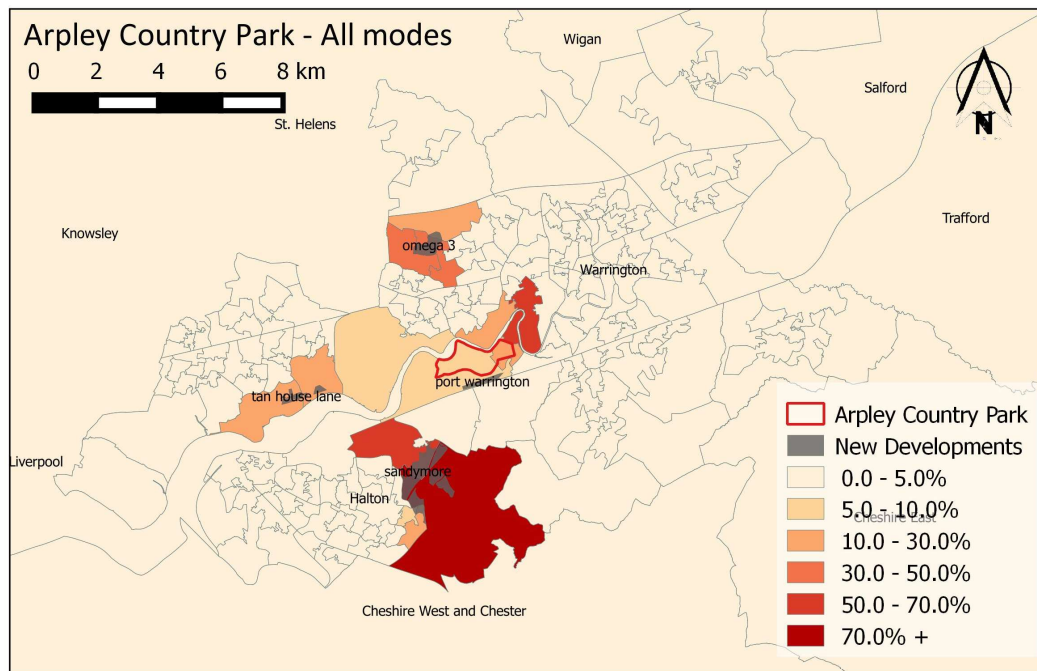 Arpley Country Park - All modes
0 2 4 6 8 km
Wigan
Salford
St. Helens
N
Trafford
Knowsley
omega 3
Warrington
port warrington
tan house lane
Liverpool
sandymore
Halton
Cheshire West and Chester
Arpley Country Park
New Developments
0.0 - 5.0%
5.0 - 10.0%
Cheshire East
10.0 - 30.0%
30.0 - 50.0%
50.0 - 70.0%
70.0% +